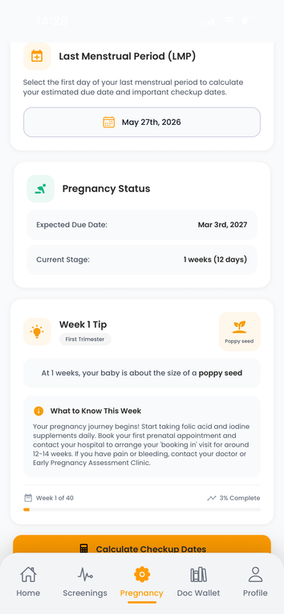 Last Menstrual Period (LMP)
Select the first day of your last menstrual period to calculate
your estimated due date and important checkup dates.
May 27th, 2026
Pregnancy Status
Expected Due Date:
Mar 3rd, 2027
Current Stage:
1 weeks (12 days)
Week 1 Tip
First Trimester
Poppy seed
At 1 weeks, your baby is about the size of a poppy seed
What to Know This Week
Your pregnancy journey begins! Start taking folic acid and iodine
supplements daily. Book your first prenatal appointment and
contact your hospital to arrange your 'booking in' visit for around
12-14 weeks. If you have pain or bleeding, contact your doctor or
Early Pregnancy Assessment Clinic.
Week 1 of 40
3% Complete
Calculate Checkup Dates
Home
Screenings
Pregnancy
Doc Wallet
Profile